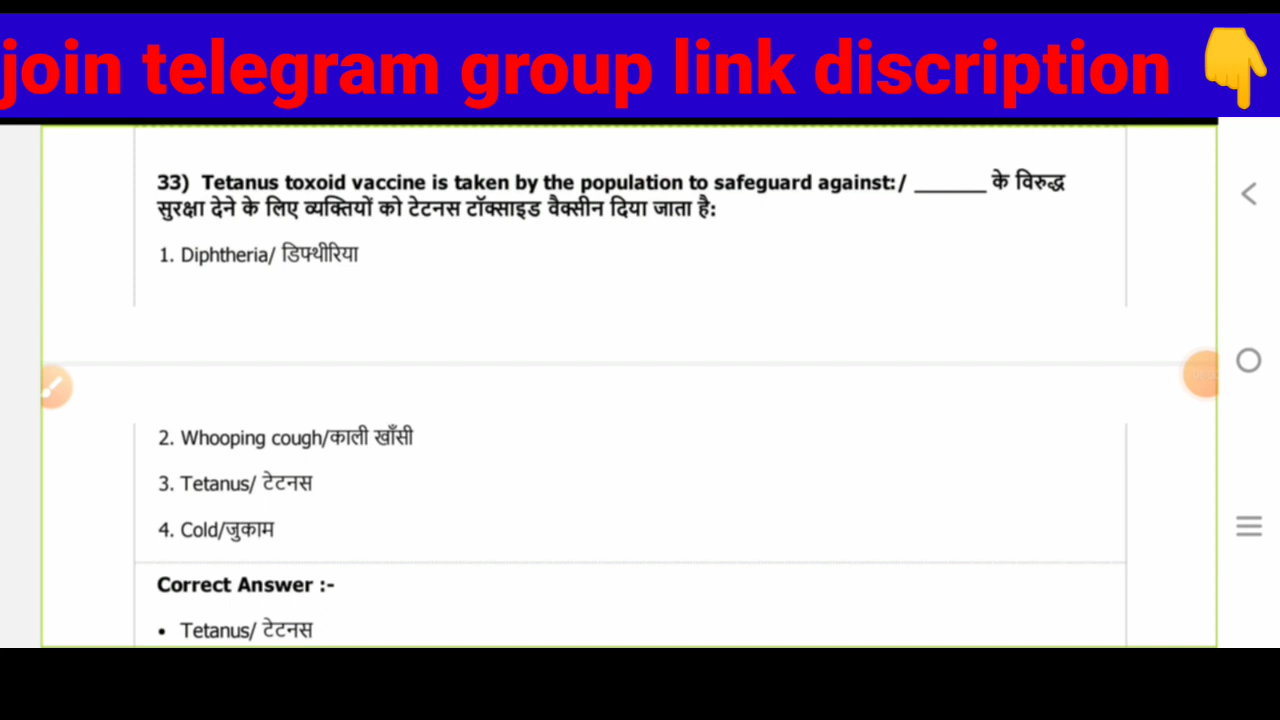 join telegram group link discription 👇
33) Tetanus toxoid vaccine is taken by the population to safeguard against:/ _______ के विरुद्ध
सुरक्षा देने के लिए व्यक्तियों को टेटनस टॉक्साइड वैक्सीन दिया जाता है:
1. Diphtheria/ डिफ्थीरिया
2. Whooping cough/काली खाँसी
3. Tetanus/ टेटनस
4. Cold/जुकाम
Correct Answer :-
• Tetanus/ टेटनस